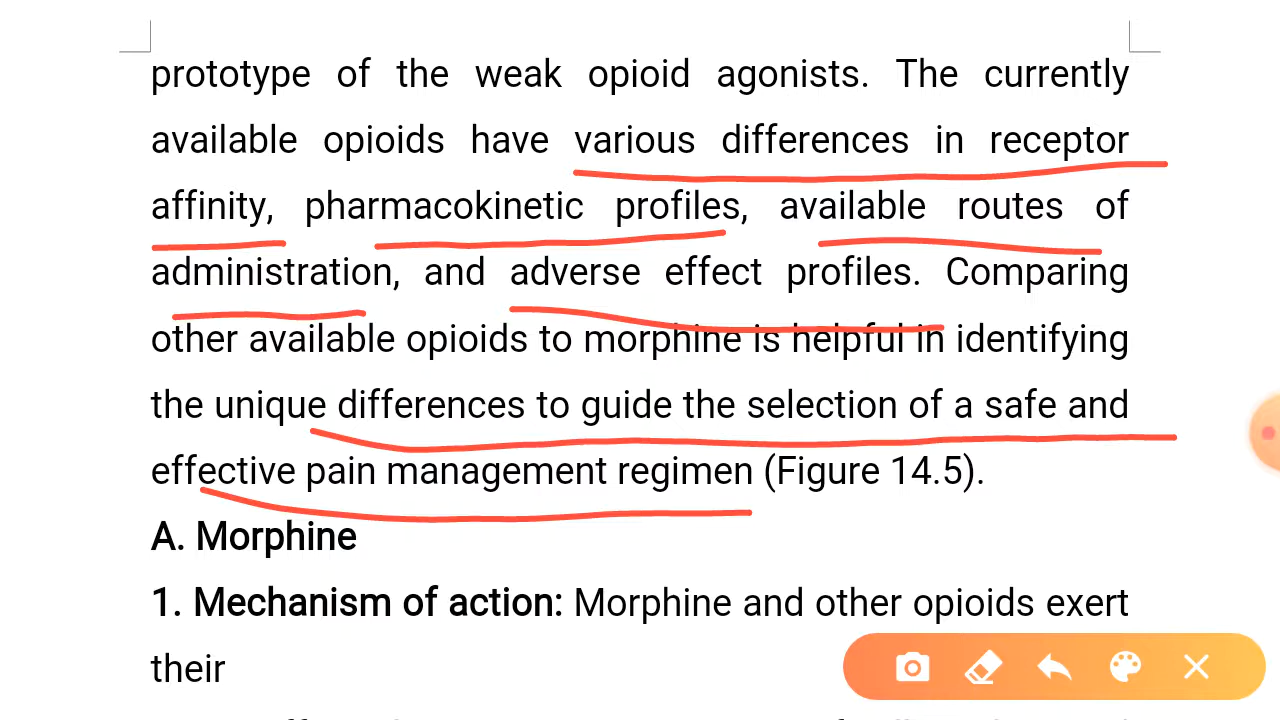 prototype of the weak opioid agonists. The currently
available opioids have various differences in receptor
affinity, pharmacokinetic profiles, available routes of
administration, and adverse effect profiles. Comparing
other available opioids to morphine is helpful in identifying
the unique differences to guide the selection of a safe and
effective pain management regimen (Figure 14.5).
A. Morphine
1. Mechanism of action: Morphine and other opioids exert
their